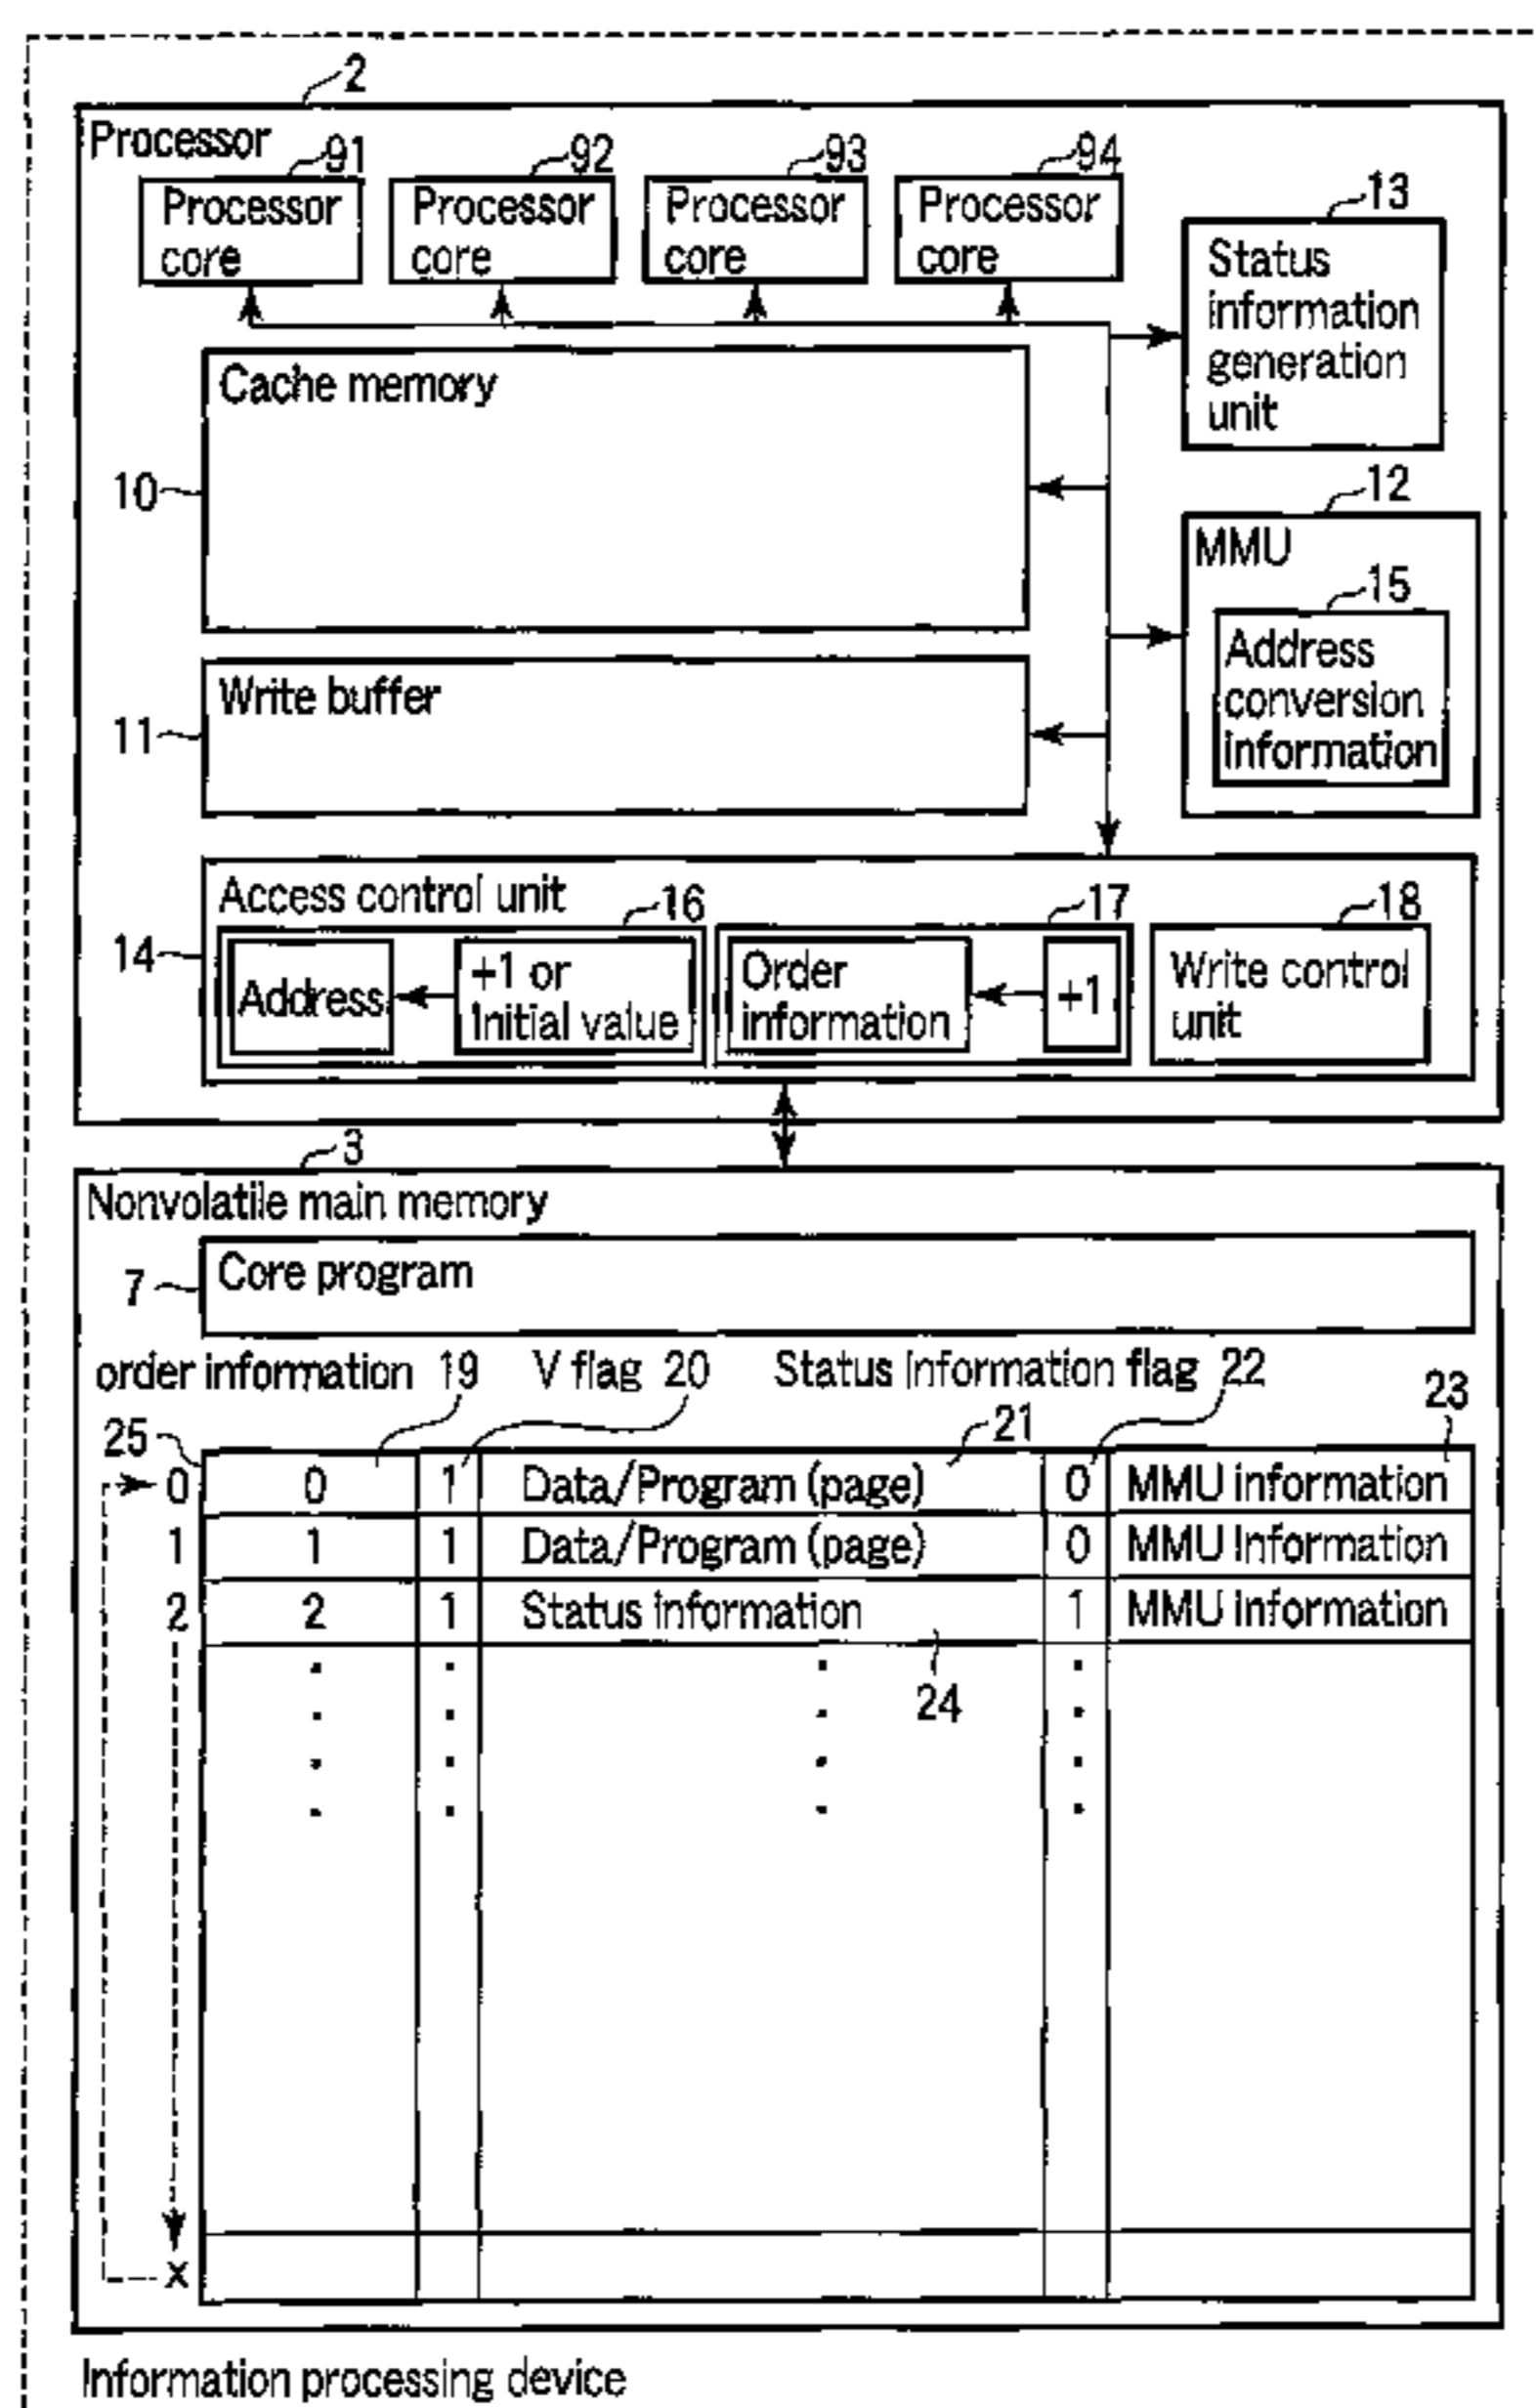 2
Processor
91 92 93 94
Processor core
Processor core
Processor core
Processor core
13
Status
information
generation
unit
Cache memory
10
12
MMU
15
Address
conversion
information
Write buffer
11
Access control unit
14
16
Address
+1 or
Initial value
17
Order
information
+1
18
Write control
unit
3
Nonvolatile main memory
7
Core program
order information 19 V flag 20 Status Information flag 22
23
25
21
0 0 1 Data/Program (page) 0 MMU information
1 1 1 Data/Program (page) 0 MMU Information
2 2 1 Status Information 1 MMU Information
24
x
Information processing device